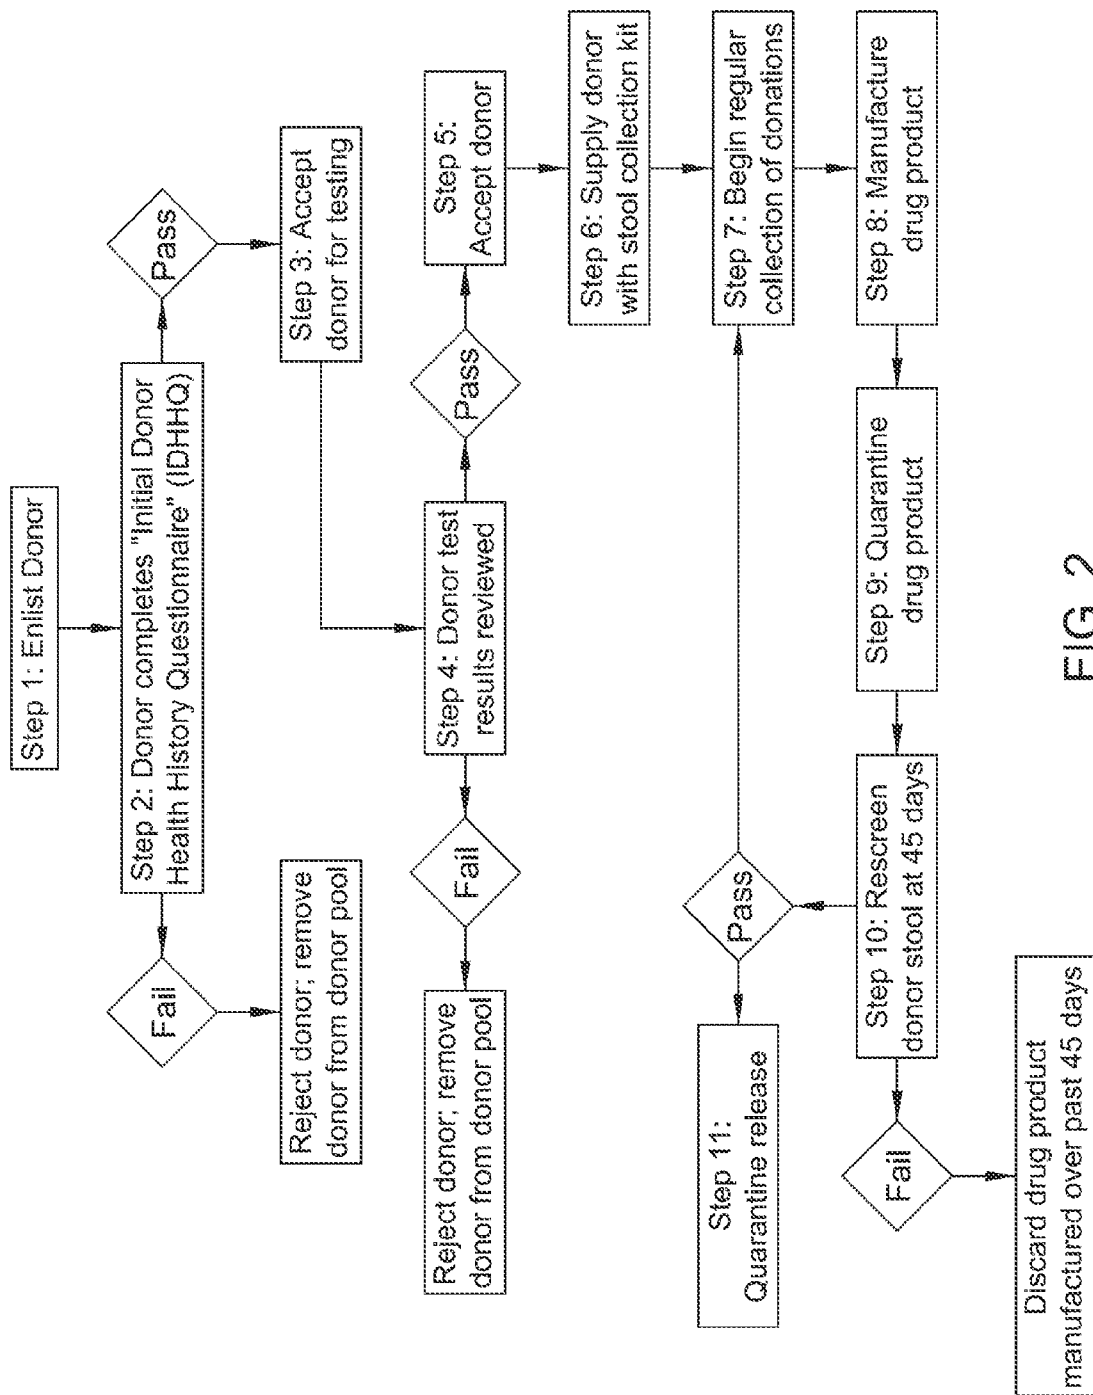 Step 1: Enlist Donor
Step 2: Donor completes "Initial Donor
Health History Questionnaire" (IDHHQ)
Fail
Pass
Reject donor; remove
donor from donor pool
Step 3: Accept
donor for testing
Step 4: Donor test
results reviewed
Fail
Pass
Reject donor; remove
donor from donor pool
Step 5:
Accept donor
Step 6: Supply donor
with stool collection kit
Step 7: Begin regular
collection of donations
Step 8: Manufacture
drug product
Step 9: Quarantine
drug product
Step 10: Rescreen
donor stool at 45 days
Pass
Step 11:
Quarantine release
Fail
Discard drug product
manufactured over past 45 days
FIG. 2